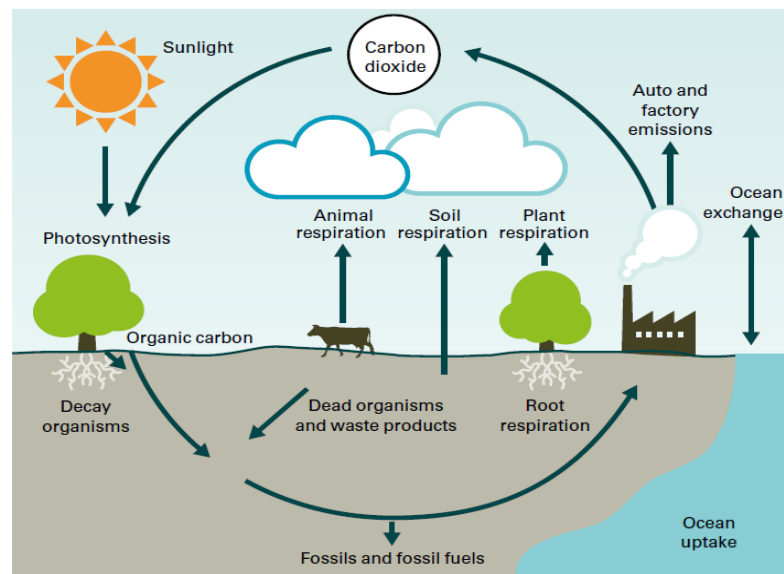 Sunlight
Carbon
dioxide
Auto and
factory
emissions
Ocean
exchange
Photosynthesis
Animal
respiration
Soil
respiration
Plant
respiration
Organic carbon
Decay
organisms
Dead organisms
and waste products
Root
respiration
Fossils and fossil fuels
Ocean
uptake